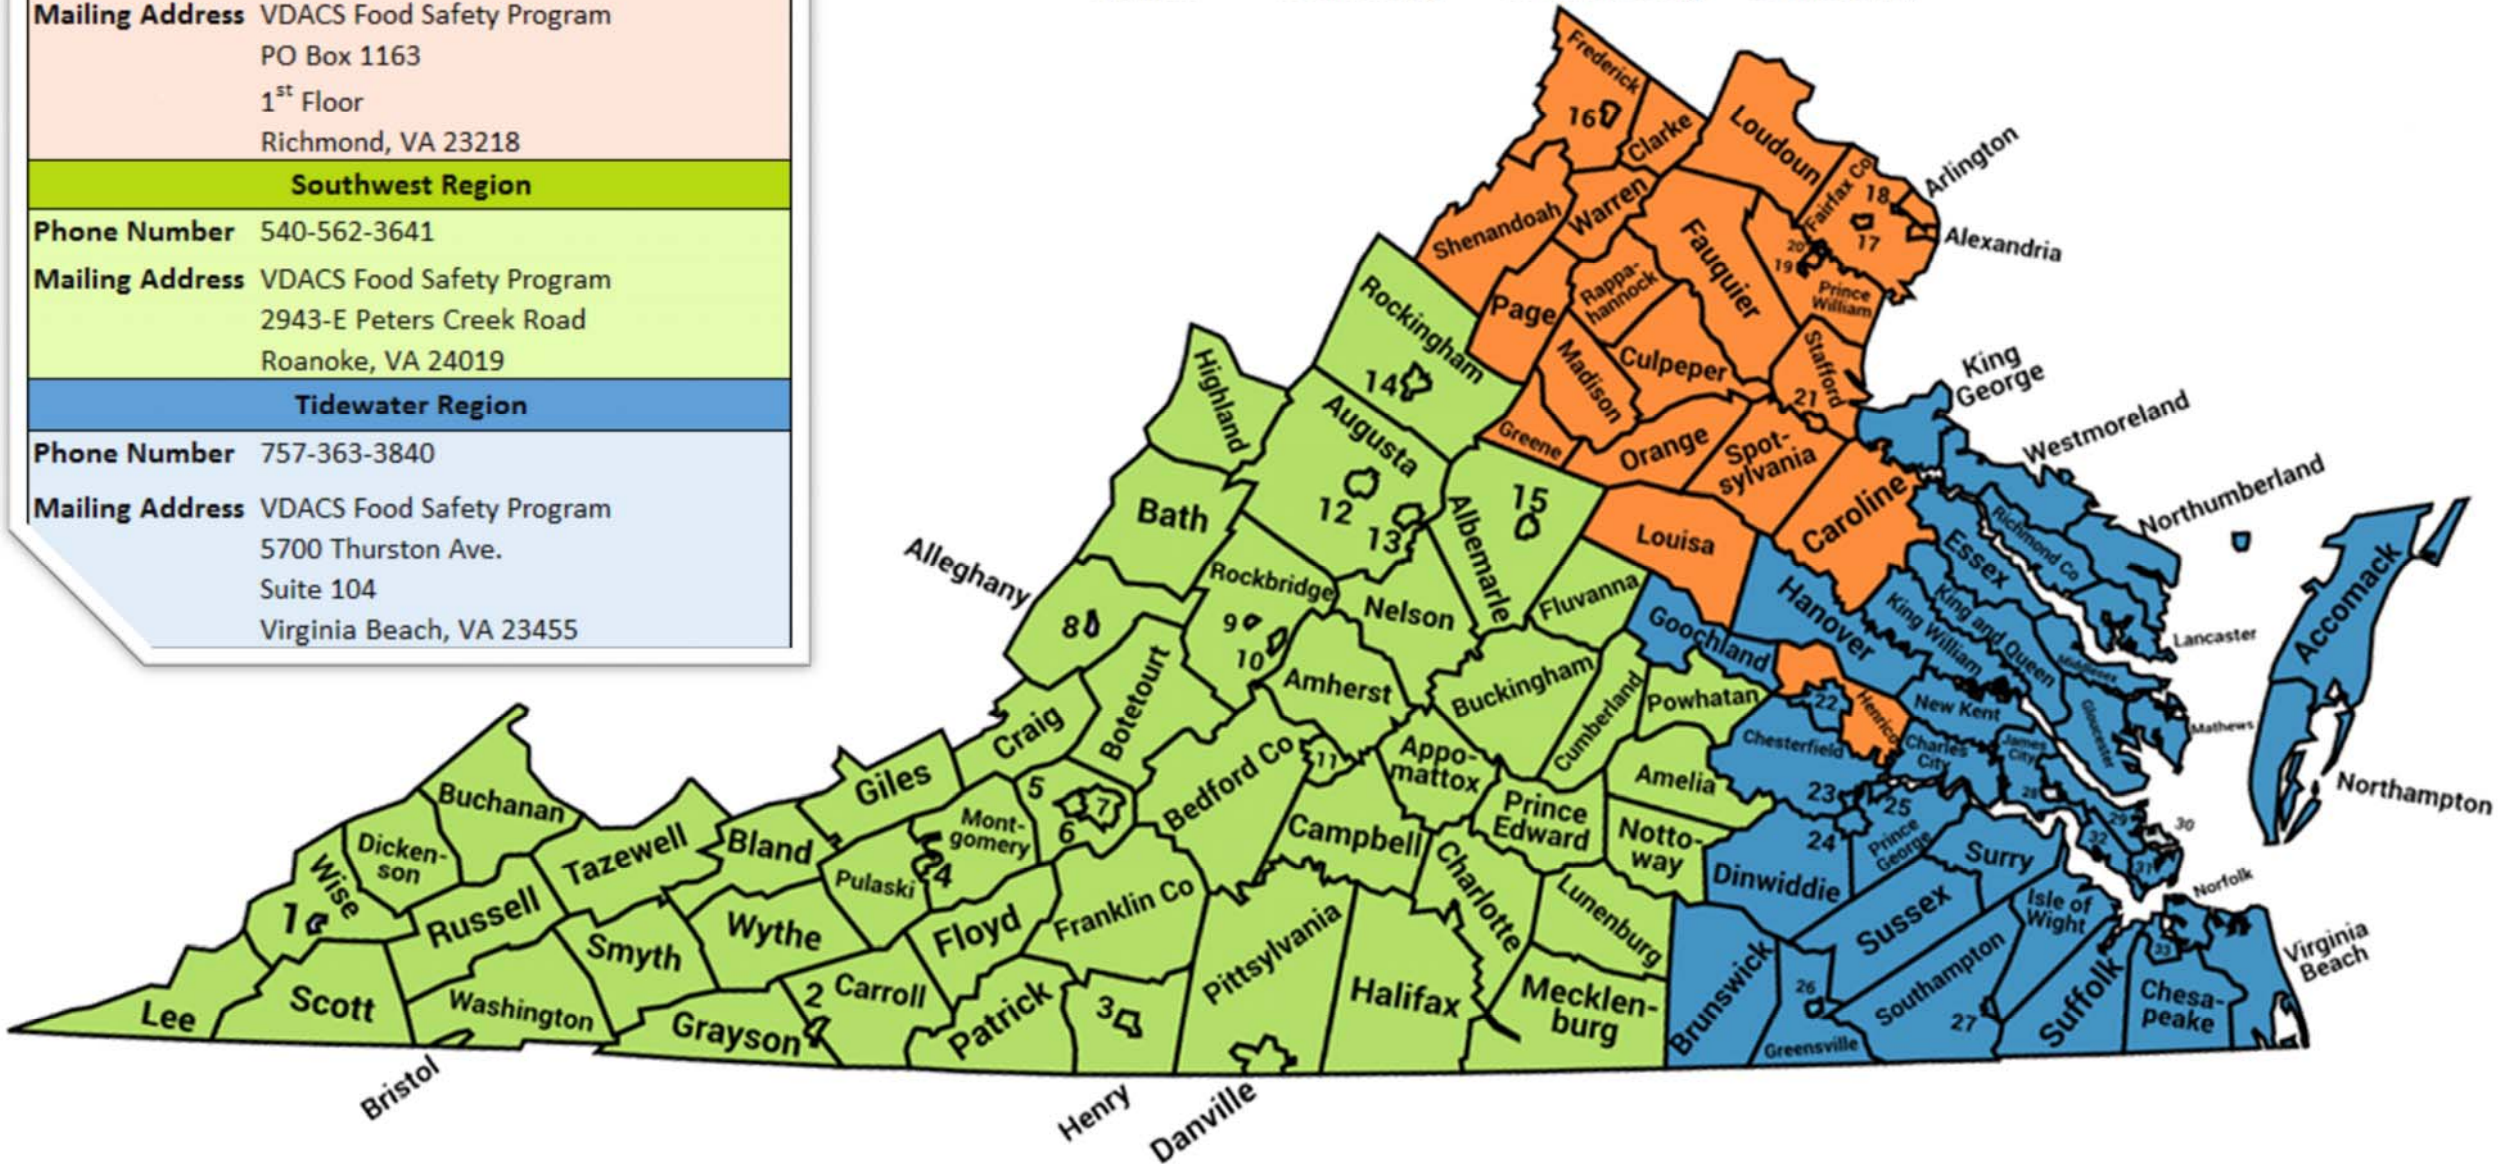 Mailing Address VDACS Food Safety Program
PO Box 1163
1st Floor
Richmond, VA 23218
Southwest Region
Phone Number 540-562-3641
Mailing Address VDACS Food Safety Program
2943-E Peters Creek Road
Roanoke, VA 24019
Tidewater Region
Phone Number 757-363-3840
Mailing Address VDACS Food Safety Program
5700 Thurston Ave.
Suite 104
Virginia Beach, VA 23455
Frederick
16
Clarke
Loudoun
Fairfax Co
18
Arlington
Alexandria
17
20
19
Prince
William
Shenandoah
Warren
Fauquier
Rappa-
hannock
Page
Rockingham
14
Madison
Culpeper
Stafford
21
King
George
Westmoreland
Northumberland
Highland
Augusta
12
13
Greene
Orange
Spot-
sylvania
Caroline
Louisa
Albemarle
15
Bath
Alleghany
8
Rockbridge
9
10
Nelson
Fluvanna
Goochland
Hanover
King William
King and Queen
Essex
Richmond Co
Lancaster
Middlesex
Mathews
Gloucester
Accomack
Northampton
Buckingham
Cumberland
Powhatan
Henrico
22
New Kent
Charles
City
James
City
Chesterfield
23
25
24
Prince
George
28
29
30
32
31
Amherst
Botetourt
Craig
Giles
Bedford Co
11
Appo-
mattox
Amelia
Prince
Edward
Notto-
way
Campbell
Charlotte
Lunenburg
Dinwiddie
Surry
Sussex
Isle of
Wight
Norfolk
Virginia
Beach
33
Chesa-
peake
Suffolk
Southampton
27
26
Greensville
Brunswick
Mecklen-
burg
Halifax
Pittsylvania
Danville
Henry
3
Franklin Co
5
6
7
Mont-
gomery
4
Pulaski
Floyd
Patrick
Carroll
2
Grayson
Wythe
Bland
Tazewell
Smyth
Buchanan
Dicken-
son
Wise
1
Russell
Washington
Scott
Lee
Bristol